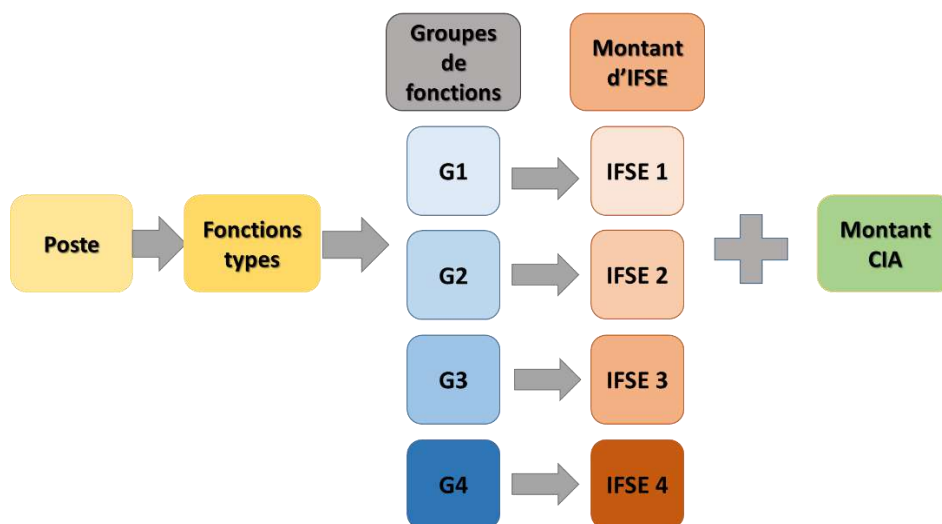 Groupes
de
fonctions
Montant
d'IFSE
G1
IFSE 1
Poste
Fonctions
types
G2
IFSE 2
Montant
CIA
G3
IFSE 3
G4
IFSE 4